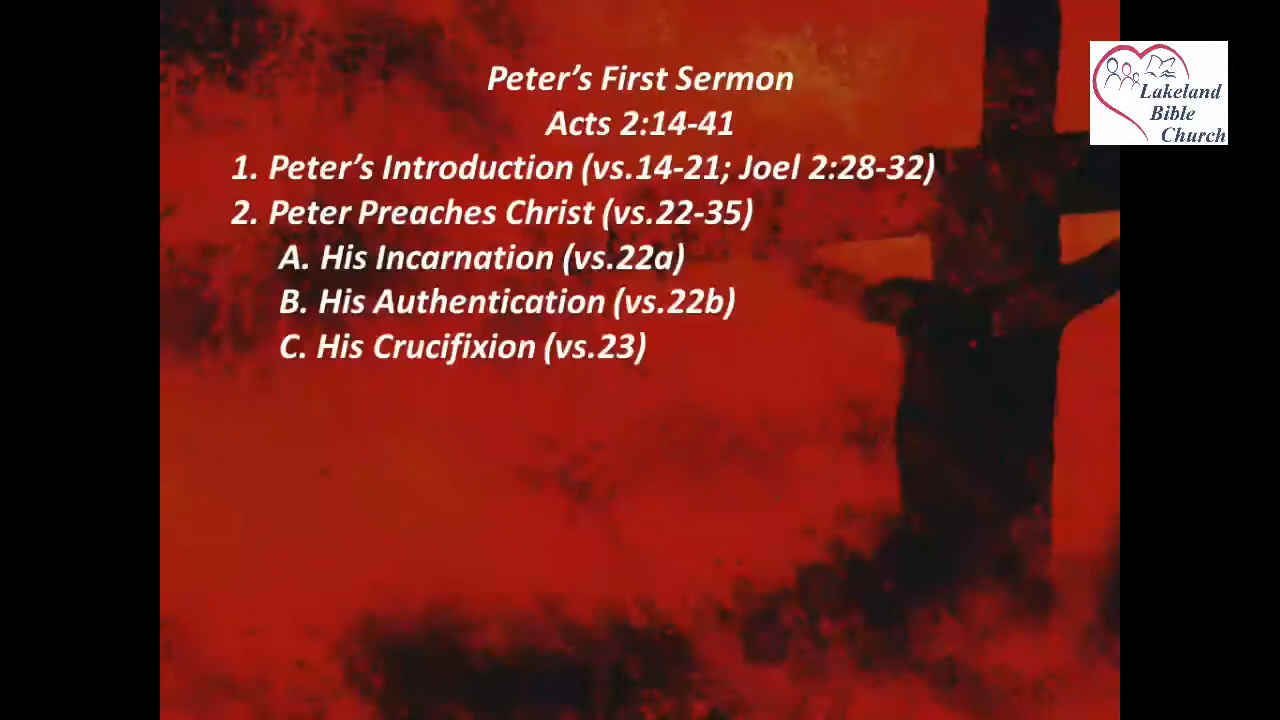 Peter’s First Sermon
Acts 2:14-41
1. Peter’s Introduction (vs.14-21; Joel 2:28-32)
2. Peter Preaches Christ (vs.22-35)
A. His Incarnation (vs.22a)
B. His Authentication (vs.22b)
C. His Crucifixion (vs.23)
Lakeland
Bible
Church